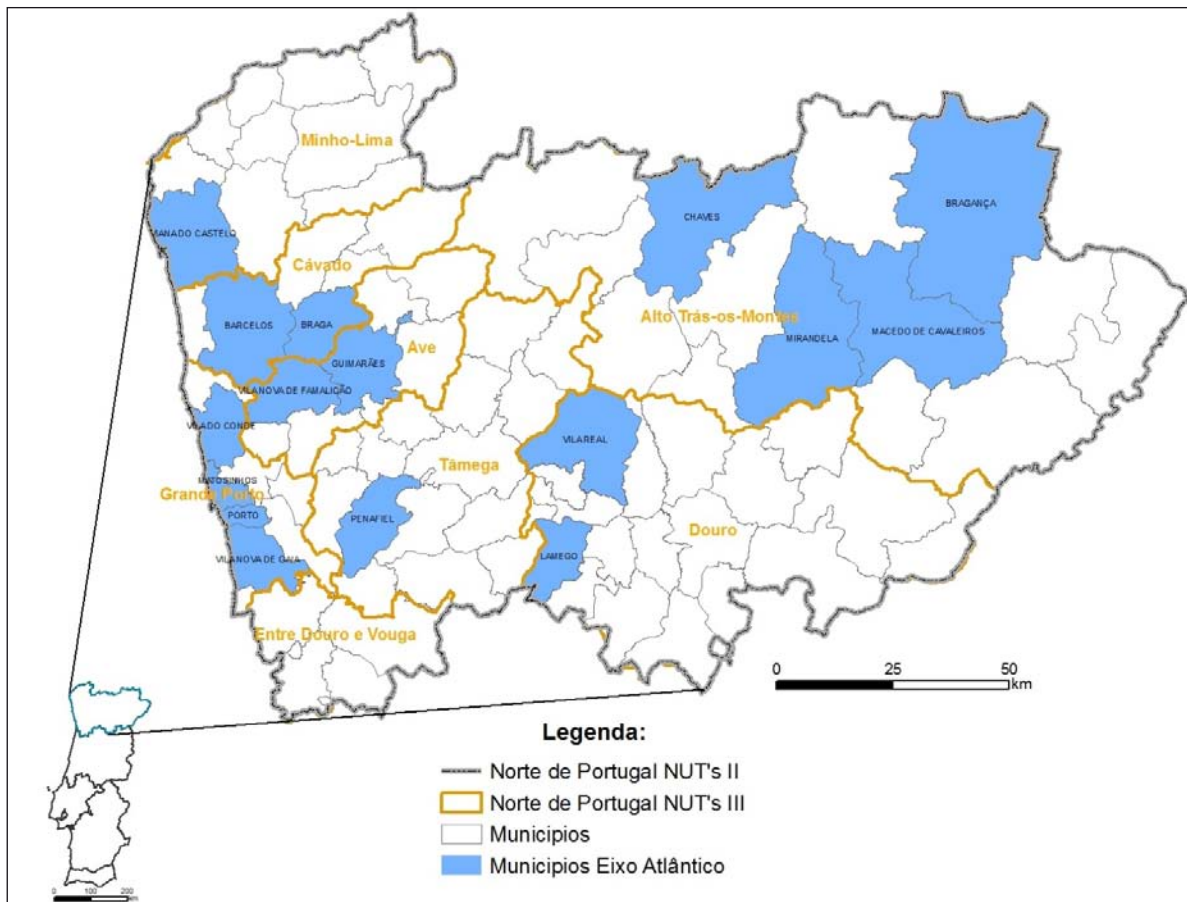 Minho-Lima
BRAGANÇA
CHAVES
MANADO CASTELO
Cávado
Alto Trás-os-Montes
BARCELOS
BRAGA
MACEDO DE CAVALEIROS
MIRANDELA
Ave
GUIMARÃES
VILANOVA DE FAMALICÃO
VILADO CONDE
VILAREAL
Tâmega
MATOSINHOS
Grande Porto
PORTO
PENAFIEL
Douro
VILANOVA DE GAIA
LAMEGO
Entre Douro e Vouga
0 25 50
km
Legenda:
Norte de Portugal NUT's II
Norte de Portugal NUT's III
Municipios
Municipios Eixo Atlântico
0 100 200
km